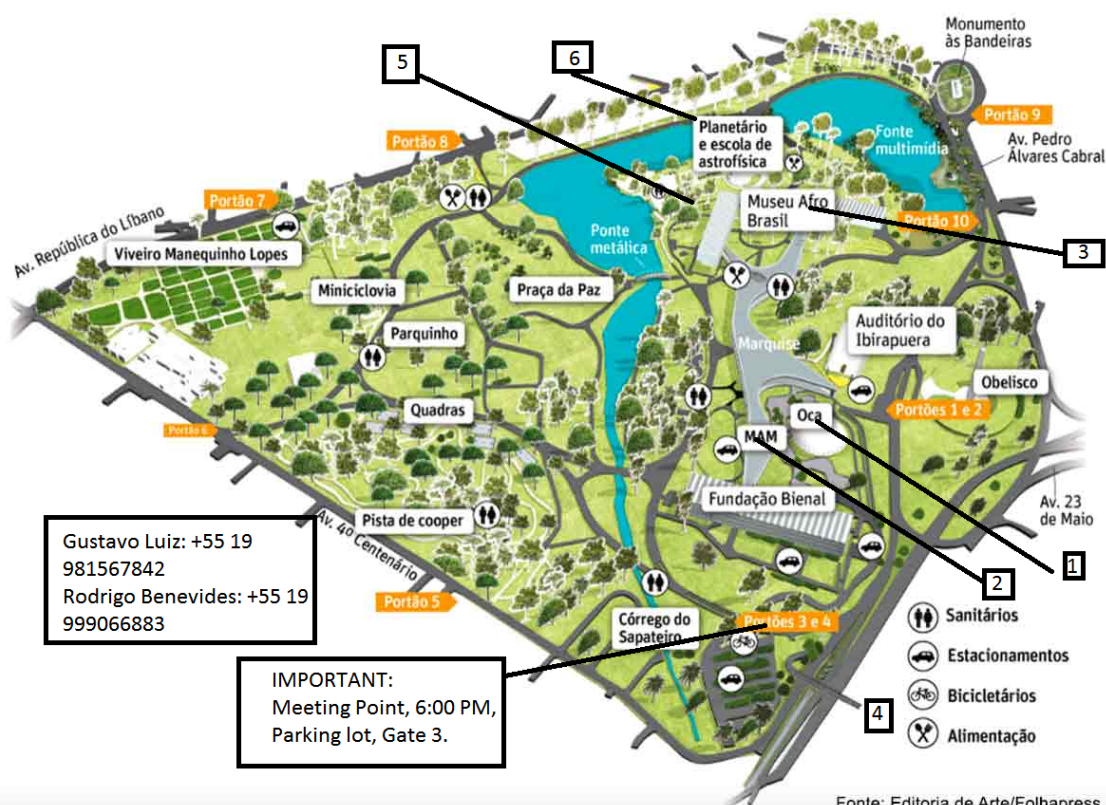 Monumento
às Bandeiras
5
6
Portão 9
Portão 8
Planetário
e escola de
astrofísica
Fonte
multimídia
Av. Pedro
Álvares Cabral
Portão 7
Museu Afro
Brasil
Portão 10
Av. República do Líbano
Ponte
metálica
3
Viveiro Manequinho Lopes
Miniciclovia
Praça da Paz
Auditório do
Ibirapuera
Parquinho
Marquise
Obelisco
Quadras
Oca
Portões 1 e 2
Portão 6
MAM
Fundação Bienal
Av. 23
de Maio
Pista de cooper
Av. 4º Centenário
Gustavo Luiz: +55 19
981567842
Rodrigo Benevides: +55 19
999066883
1
2
Portão 5
Córrego do
Sapateiro
Portões 3 e 4
Sanitários
Estacionamentos
IMPORTANT:
Meeting Point, 6:00 PM,
Parking lot, Gate 3.
4
Bicicletários
Alimentação
Fonte: Editoria de Arte/Folhapress